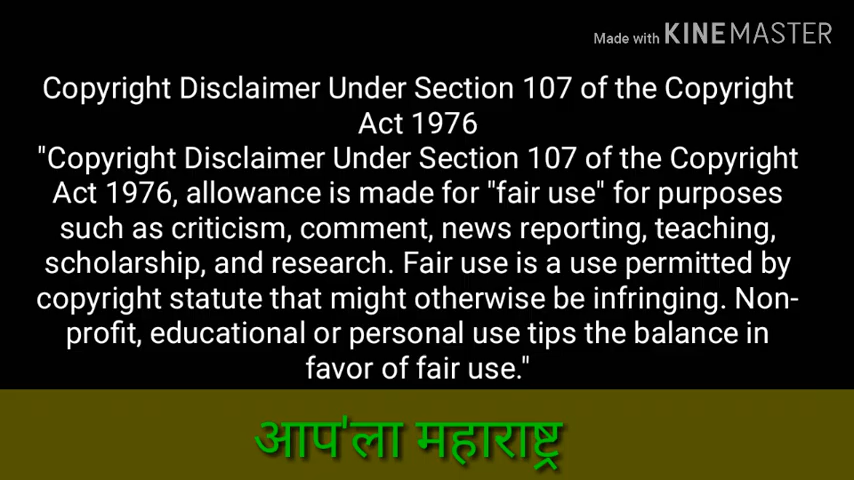 Made with KINEMASTER
Copyright Disclaimer Under Section 107 of the Copyright
Act 1976
"Copyright Disclaimer Under Section 107 of the Copyright
Act 1976, allowance is made for "fair use" for purposes
such as criticism, comment, news reporting, teaching,
scholarship, and research. Fair use is a use permitted by
copyright statute that might otherwise be infringing. Non-
profit, educational or personal use tips the balance in
favor of fair use."
आप'ला महाराष्ट्र